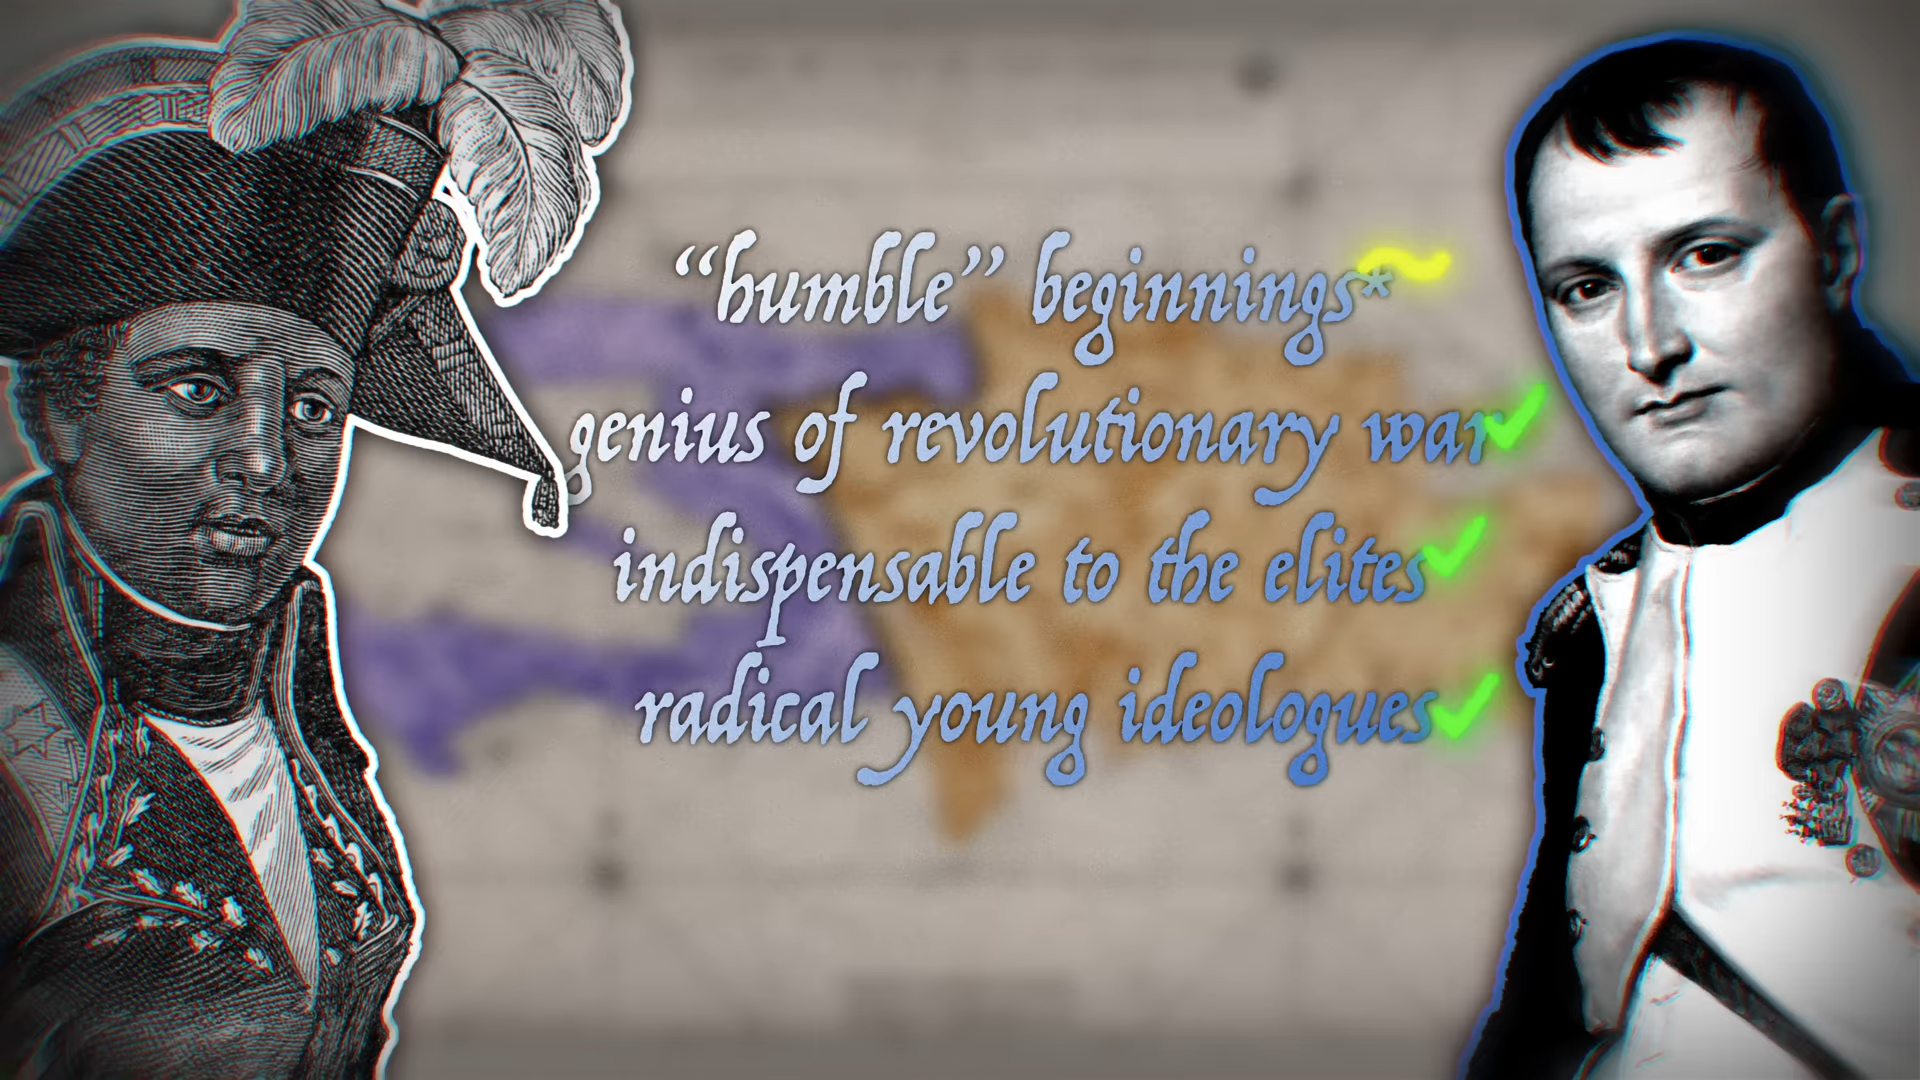 “humble” beginnings*
genius of revolutionary war
indispensable to the elites
radical young ideologues